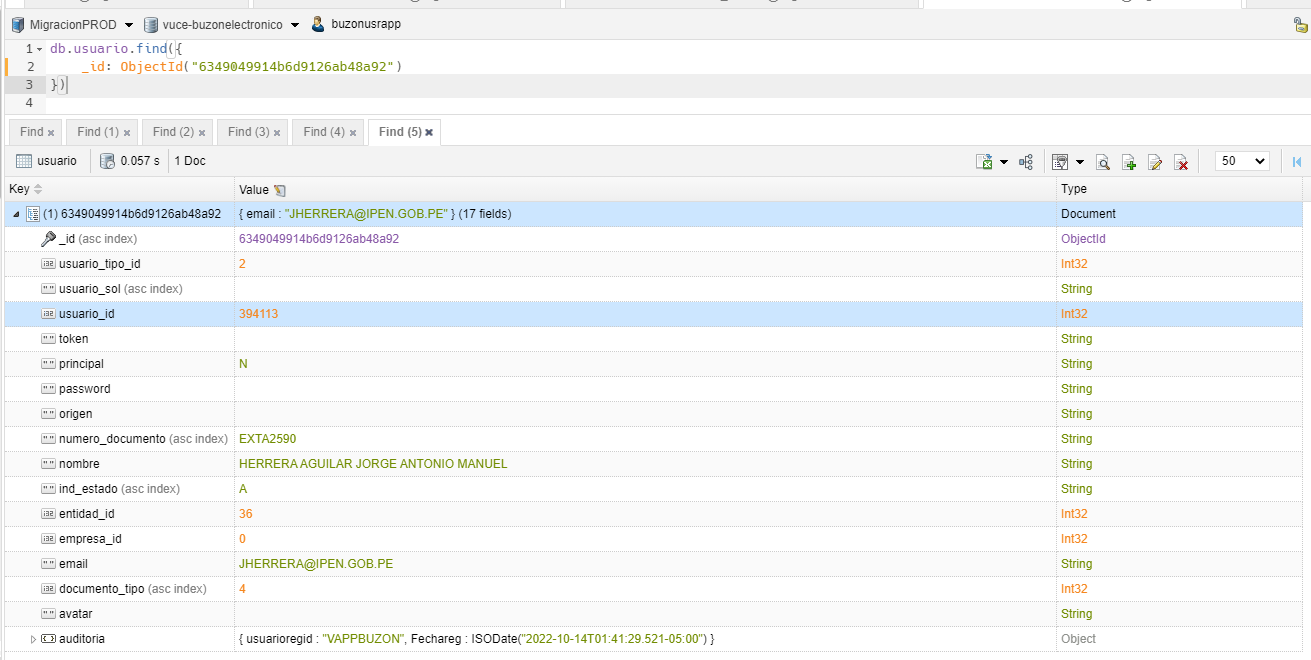 MigracionPROD vuce-buzonelectronico buzonusrapp
1 db.usuario.find({
2 _id: ObjectId("6349049914b6d9126ab48a92")
3 })
4
Find × Find (1) × Find (2) × Find (3) × Find (4) × Find (5) ×
usuario 0.057 s 1 Doc 50
Key Value Type
(1) 6349049914b6d9126ab48a92 { email : "JHERRERA@IPEN.GOB.PE" } (17 fields) Document
_id (asc index) 6349049914b6d9126ab48a92 ObjectId
usuario_tipo_id 2 Int32
usuario_sol (asc index) String
usuario_id 394113 Int32
token String
principal N String
password String
origen String
numero_documento (asc index) EXTA2590 String
nombre HERRERA AGUILAR JORGE ANTONIO MANUEL String
ind_estado (asc index) A String
entidad_id 36 Int32
empresa_id 0 Int32
email JHERRERA@IPEN.GOB.PE String
documento_tipo (asc index) 4 Int32
avatar String
auditoria { usuarioregid : "VAPPBUZON", Fechareg : ISODate("2022-10-14T01:41:29.521-05:00") } Object